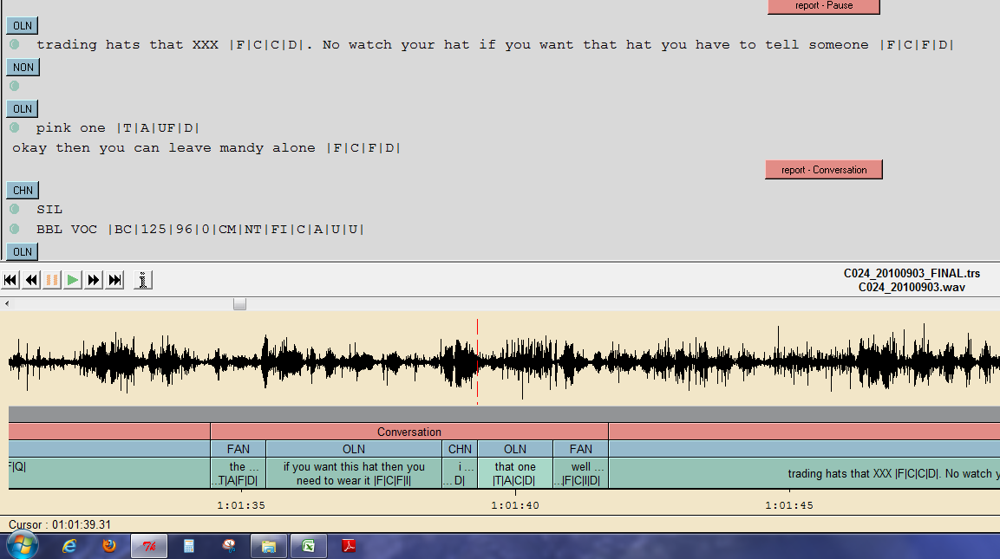 report - Pause
OLN
trading hats that XXX |F|C|C|D|. No watch your hat if you want that hat you have to tell someone |F|C|F|D|
NON
OLN
pink one |T|A|UF|D|
okay then you can leave mandy alone |F|C|F|D|
report - Conversation
CHN
SIL
BBL VOC |BC|125|96|0|CM|NT|FI|C|A|U|U|
OLN
C024_20100903_FINAL.trs
C024_20100903.wav
Conversation
FAN OLN CHN OLN FAN
F|Q| the ... if you want this hat then you i ... that one well ... trading hats that XXX |F|C|C|D|. No watch y
...T|A|F|D| need to wear it |F|C|F|I| ... D| |T|A|C|D| ...|F|C|I|D|
1:01:35 1:01:40 1:01:45
Cursor : 01:01:39.31